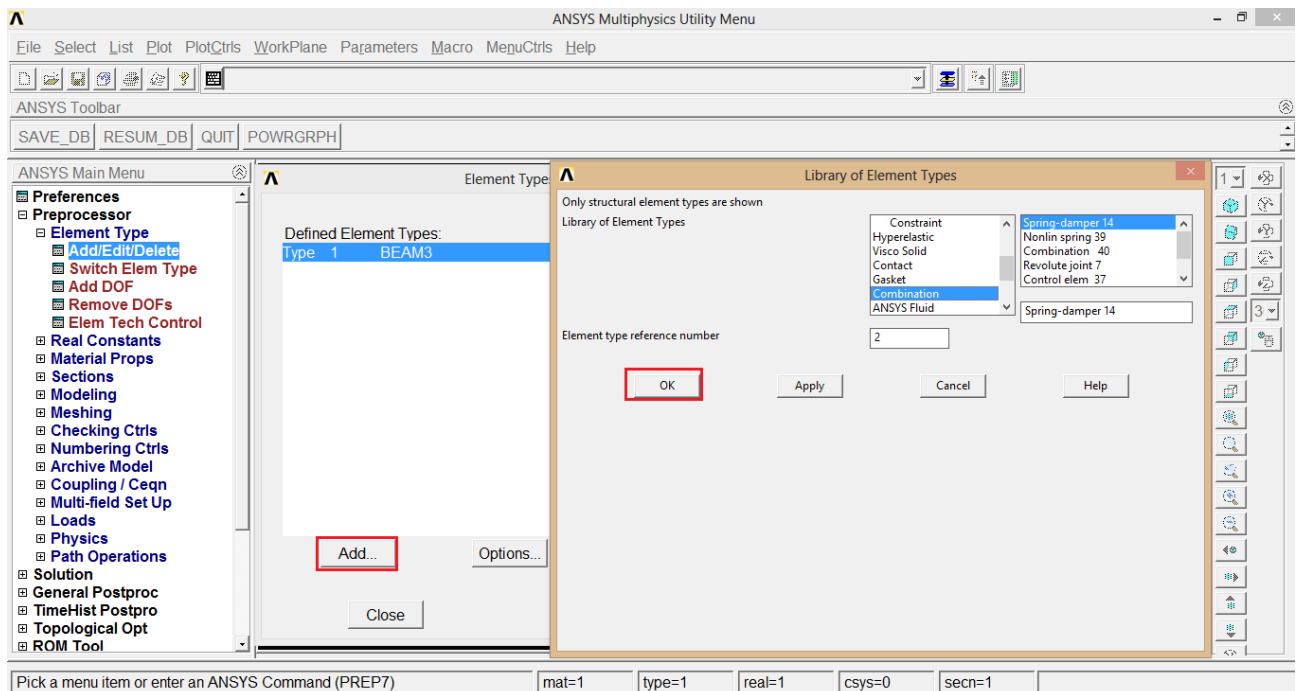 ANSYS Multiphysics Utility Menu
File Select List Plot PlotCtrls WorkPlane Parameters Macro MenuCtrls Help
ANSYS Toolbar
SAVE_DB RESUM_DB QUIT POWRGRPH
ANSYS Main Menu
Preferences
Preprocessor
Element Type
Add/Edit/Delete
Switch Elem Type
Add DOF
Remove DOFs
Elem Tech Control
Real Constants
Material Props
Sections
Modeling
Meshing
Checking Ctrls
Numbering Ctrls
Archive Model
Coupling / Ceqn
Multi-field Set Up
Loads
Physics
Path Operations
Solution
General Postproc
TimeHist Postpro
Topological Opt
ROM Tool
Element Type
Defined Element Types:
Type 1 BEAM3
Add... Options...
Close
Library of Element Types
Only structural element types are shown
Library of Element Types
Constraint
Hyperelastic
Visco Solid
Contact
Gasket
Combination
ANSYS Fluid
Spring-damper 14
Nonlin spring 39
Combination 40
Revolute joint 7
Control elem 37
Spring-damper 14
Element type reference number
2
OK Apply Cancel Help
1
3
Pick a menu item or enter an ANSYS Command (PREP7) mat=1 type=1 real=1 csys=0 secn=1